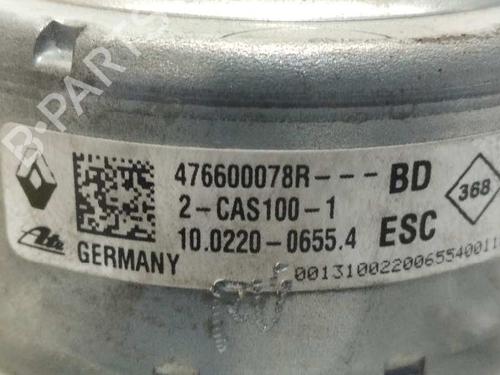 B-PARTS
476600078R--- BD
368
2-CAS100-1
10.0220-0655.4 ESC
Ate GERMANY
0013100220065540011